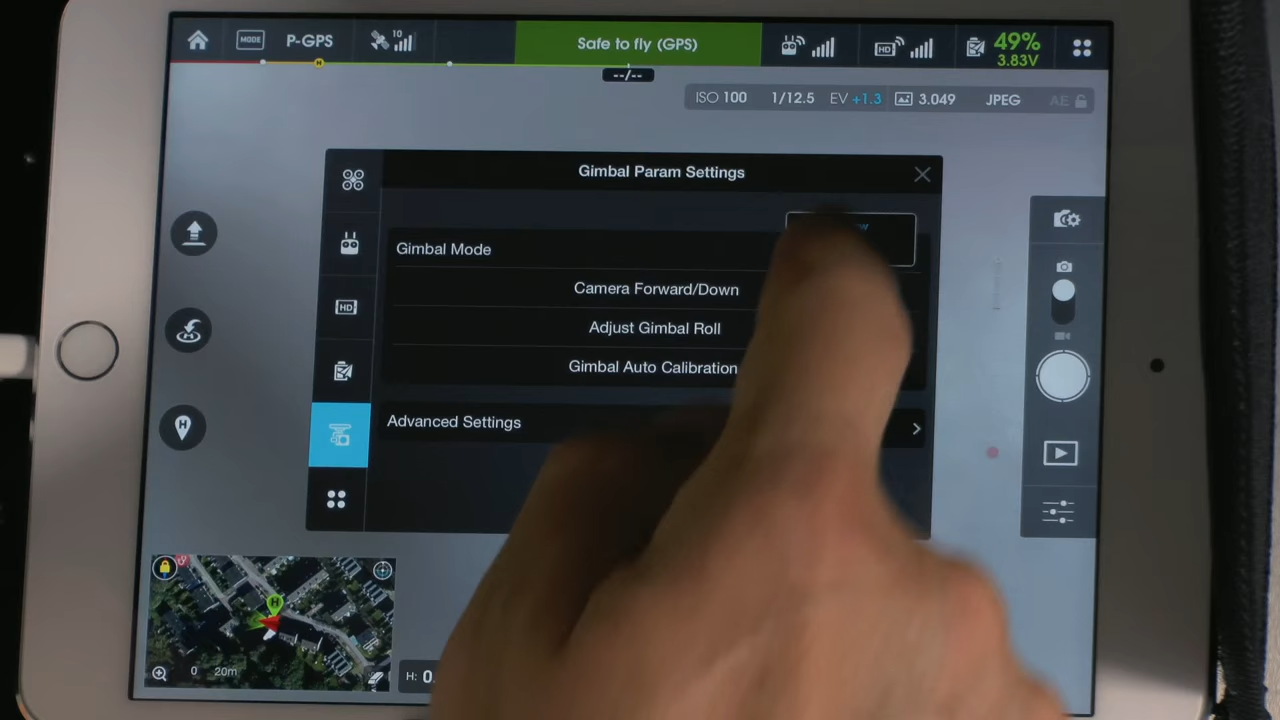 MODE P-GPS 10 Safe to fly (GPS) HD 49%
3.83V
--/--
ISO 100 1/12.5 EV +1.3 3.049 JPEG AE
Gimbal Param Settings
Gimbal Mode
Camera Forward/Down
Adjust Gimbal Roll
HD
Gimbal Auto Calibration
Advanced Settings
H
H
0 20m
H: 0